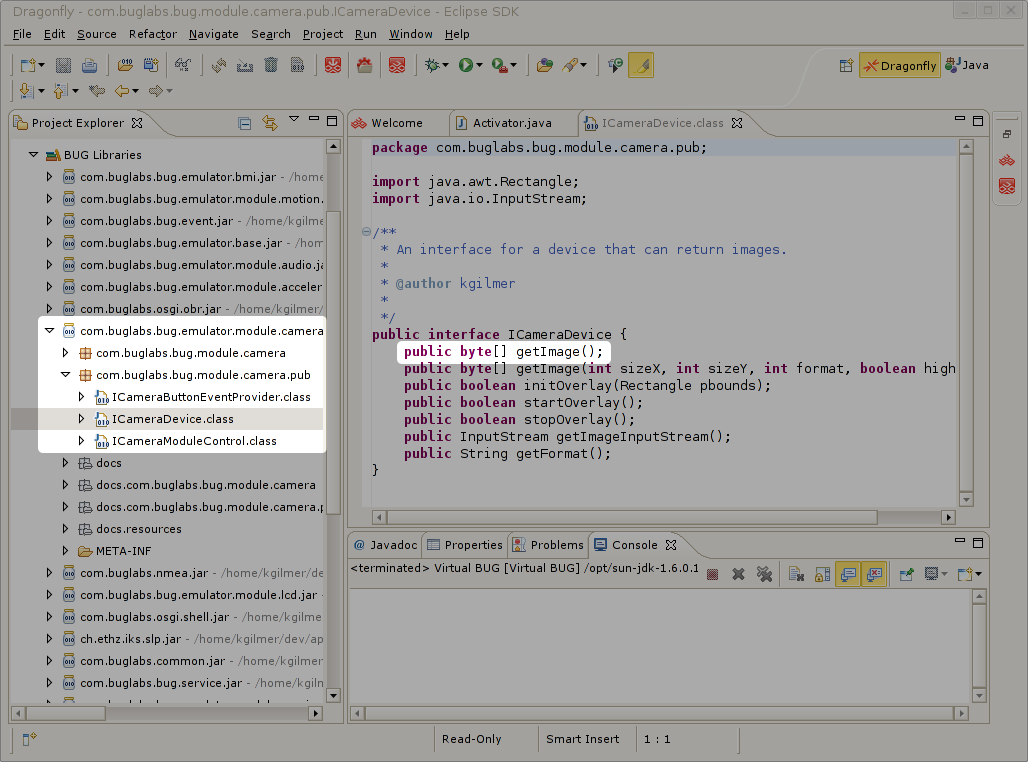 Dragonfly - com.buglabs.bug.module.camera.pub.ICameraDevice - Eclipse SDK
File Edit Source Refactor Navigate Search Project Run Window Help
Dragonfly Java
Project Explorer
BUG Libraries
com.buglabs.bug.emulator.bmi.jar - /home
com.buglabs.bug.emulator.module.motion.
com.buglabs.bug.event.jar - /home/kgilme
com.buglabs.bug.emulator.base.jar - /hom
com.buglabs.bug.emulator.module.audio.ja
com.buglabs.bug.emulator.module.acceler
com.buglabs.osgi.obr.jar - /home/kgilmer/
com.buglabs.bug.emulator.module.camera
com.buglabs.bug.module.camera
com.buglabs.bug.module.camera.pub
ICameraButtonEventProvider.class
ICameraDevice.class
ICameraModuleControl.class
docs
docs.com.buglabs.bug.module.camera
docs.com.buglabs.bug.module.camera.p
docs.resources
META-INF
com.buglabs.nmea.jar - /home/kgilmer/de
com.buglabs.bug.emulator.module.lcd.jar -
com.buglabs.osgi.shell.jar - /home/kgilmer
ch.ethz.iks.slp.jar - /home/kgilmer/dev/ap
com.buglabs.common.jar - /home/kgilmer
com.buglabs.bug.service.jar - /home/kgiln
Welcome Activator.java ICameraDevice.class
package com.buglabs.bug.module.camera.pub;
import java.awt.Rectangle;
import java.io.InputStream;
/**
* An interface for a device that can return images.
*
* @author kgilmer
*
*/
public interface ICameraDevice {
public byte[] getImage();
public byte[] getImage(int sizeX, int sizeY, int format, boolean high
public boolean initOverlay(Rectangle pbounds);
public boolean startOverlay();
public boolean stopOverlay();
public InputStream getImageInputStream();
public String getFormat();
}
@ Javadoc Properties Problems Console
<terminated> Virtual BUG [Virtual BUG] /opt/sun-jdk-1.6.0.1
Read-Only Smart Insert 1 : 1